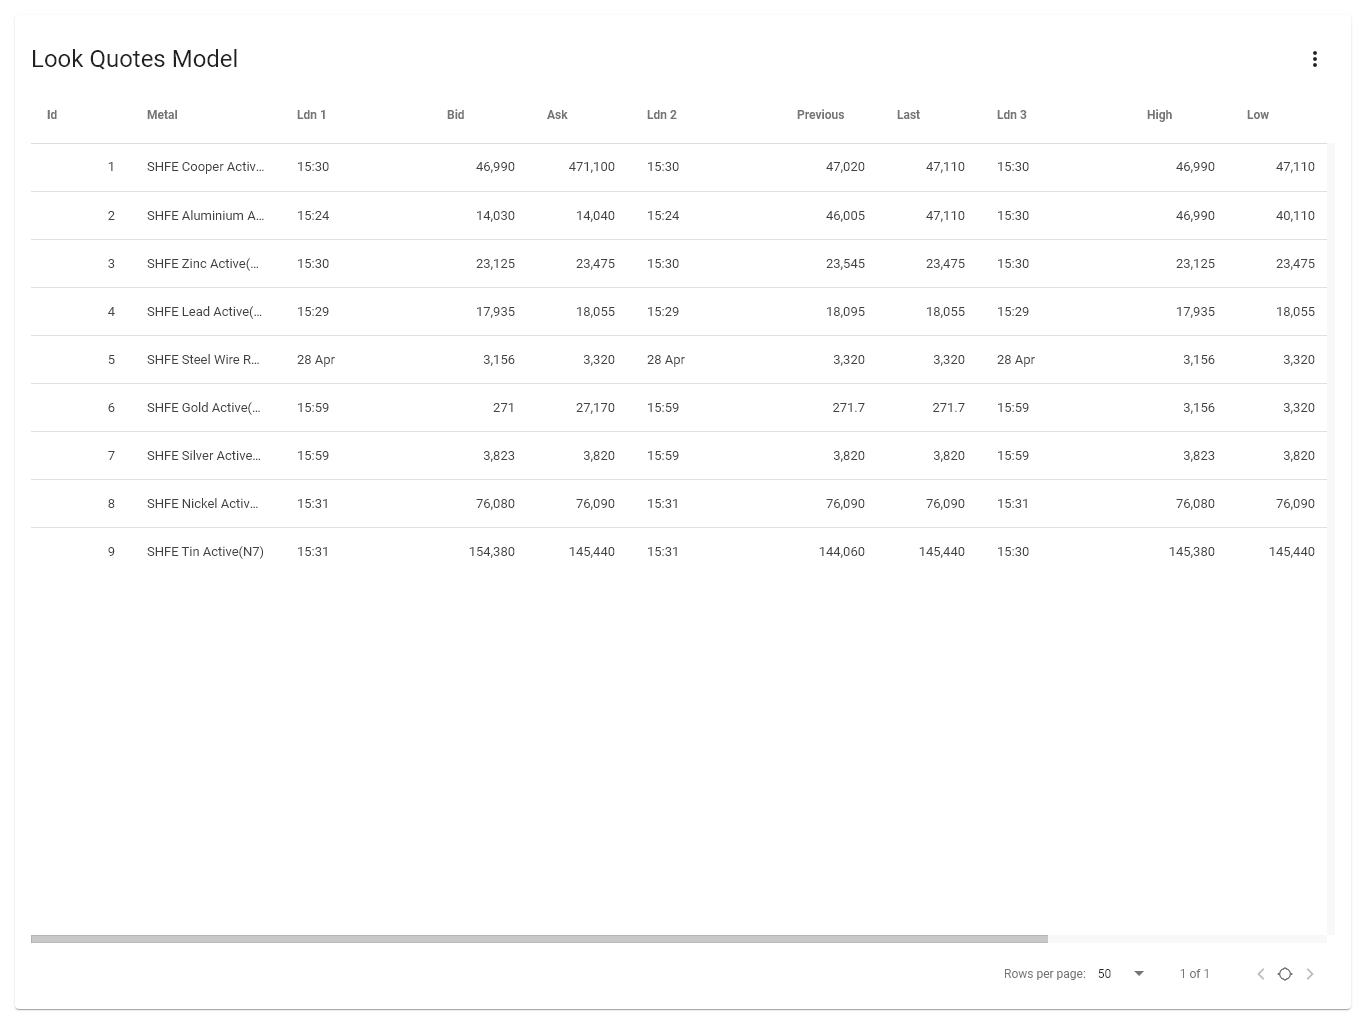 Look Quotes Model
Id Metal Ldn 1 Bid Ask Ldn 2 Previous Last Ldn 3 High Low
1 SHFE Cooper Activ... 15:30 46,990 471,100 15:30 47,020 47,110 15:30 46,990 47,110
2 SHFE Aluminium A... 15:24 14,030 14,040 15:24 46,005 47,110 15:30 46,990 40,110
3 SHFE Zinc Active(... 15:30 23,125 23,475 15:30 23,545 23,475 15:30 23,125 23,475
4 SHFE Lead Active(... 15:29 17,935 18,055 15:29 18,095 18,055 15:29 17,935 18,055
5 SHFE Steel Wire R... 28 Apr 3,156 3,320 28 Apr 3,320 3,320 28 Apr 3,156 3,320
6 SHFE Gold Active(... 15:59 271 27,170 15:59 271.7 271.7 15:59 3,156 3,320
7 SHFE Silver Active... 15:59 3,823 3,820 15:59 3,820 3,820 15:59 3,823 3,820
8 SHFE Nickel Activ... 15:31 76,080 76,090 15:31 76,090 76,090 15:31 76,080 76,090
9 SHFE Tin Active(N7) 15:31 154,380 145,440 15:31 144,060 145,440 15:30 145,380 145,440
Rows per page: 50 1 of 1